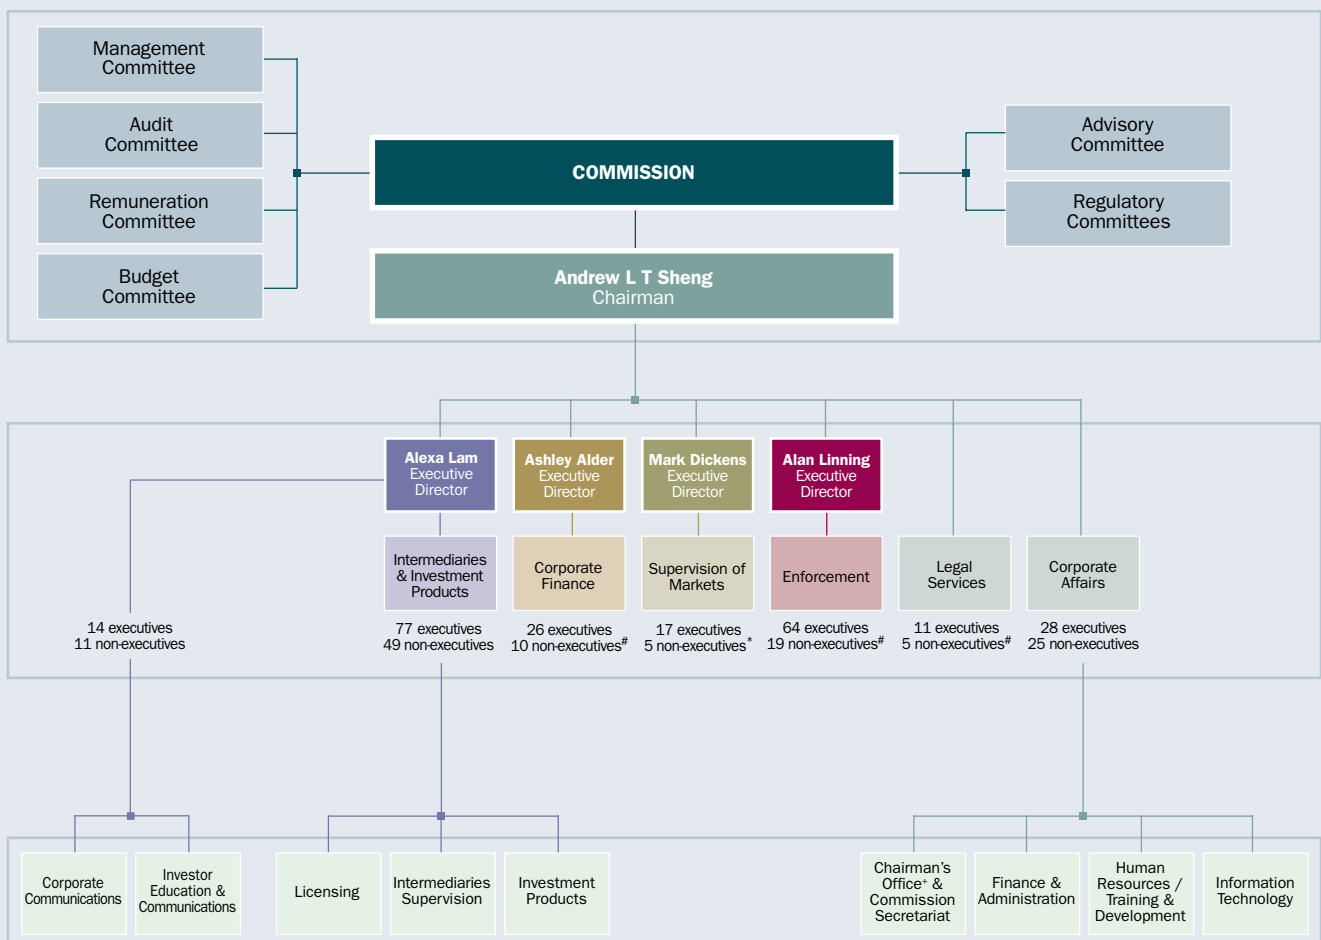 Management
Committee
Audit
Committee
Remuneration
Committee
Budget
Committee
COMMISSION
Andrew L T Sheng
Chairman
Advisory
Committee
Regulatory
Committees
Alexa Lam
Executive
Director
Ashley Alder
Executive
Director
Mark Dickens
Executive
Director
Alan Linning
Executive
Director
Intermediaries
& Investment
Products
Corporate
Finance
Supervision of
Markets
Enforcement
Legal
Services
Corporate
Affairs
14 executives
11 non-executives
77 executives
49 non-executives
26 executives
10 non-executives#
17 executives
5 non-executives*
64 executives
19 non-executives#
11 executives
5 non-executives#
28 executives
25 non-executives
Corporate
Communications
Investor
Education &
Communications
Licensing
Intermediaries
Supervision
Investment
Products
Chairman's
Office+ &
Commission
Secretariat
Finance &
Administration
Human
Resources /
Training &
Development
Information
Technology